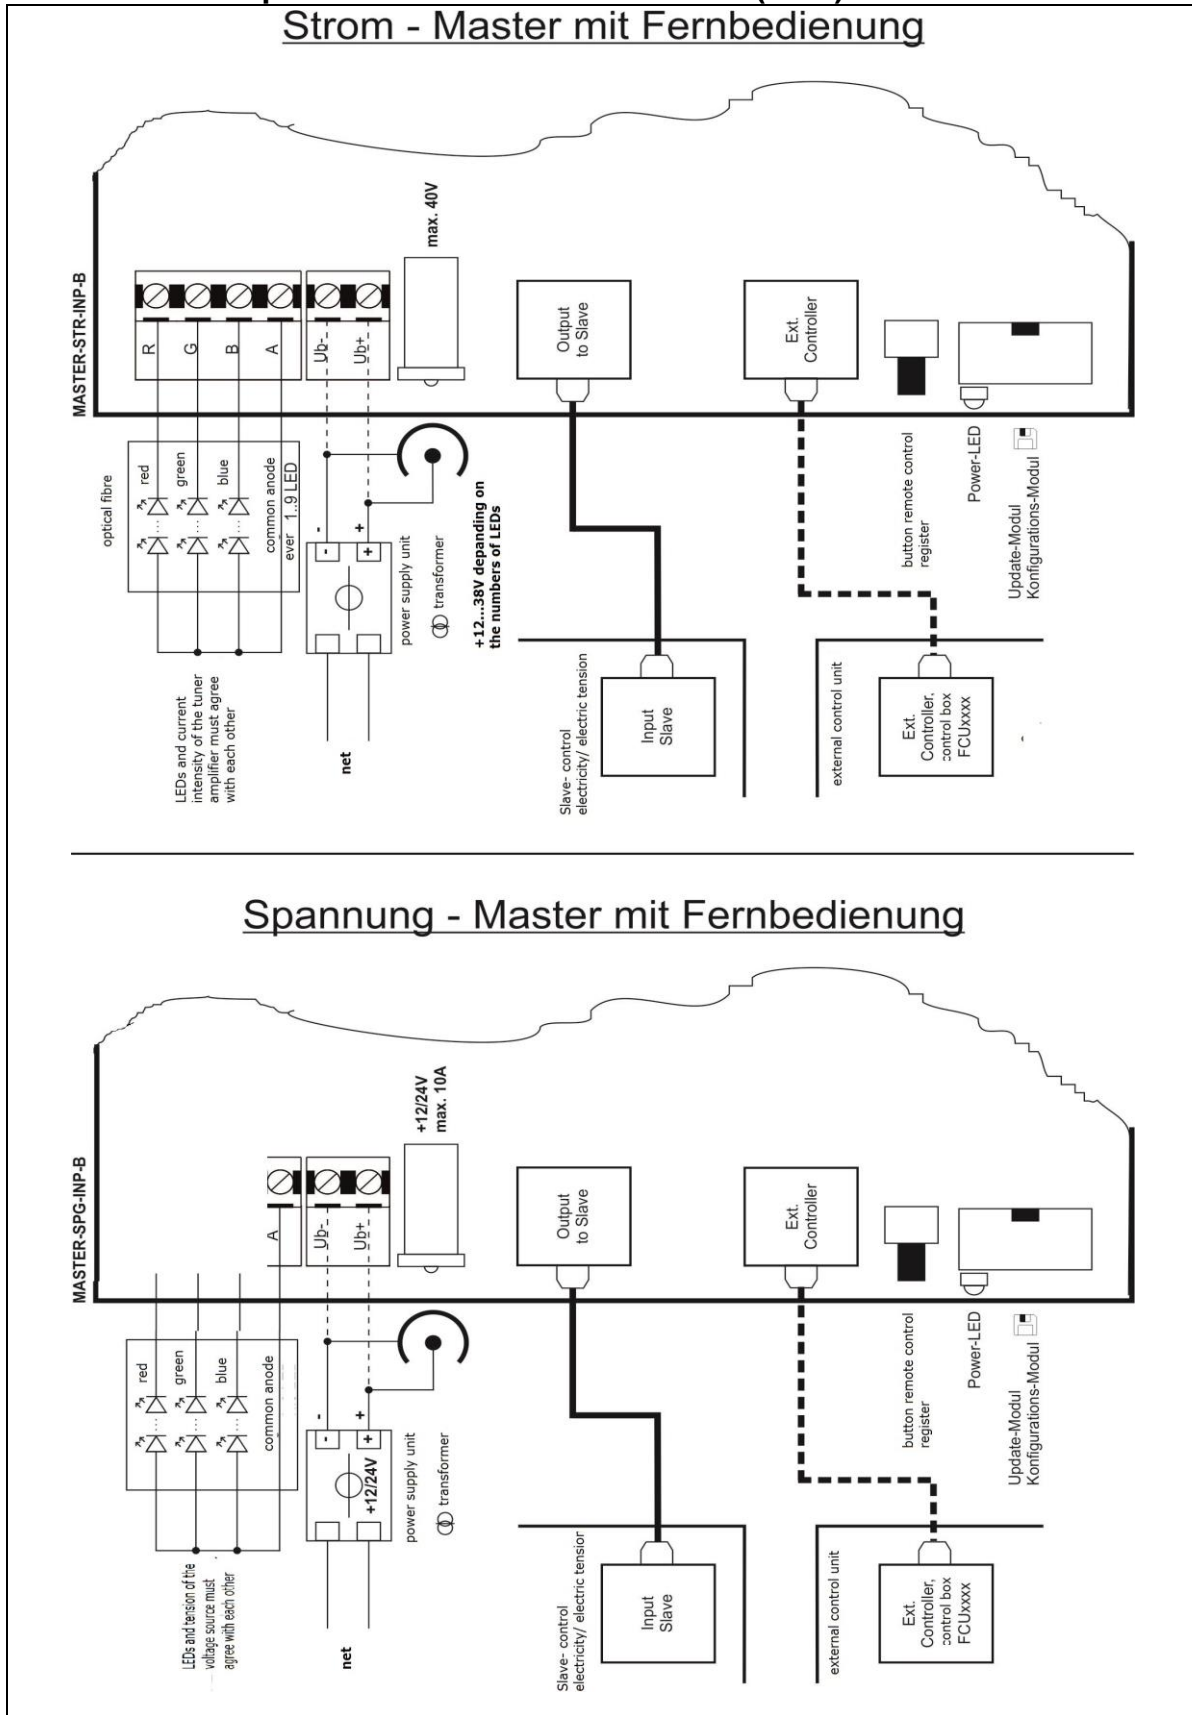 Strom - Master mit Fernbedienung
MASTER-STR-INP-B
R
G
B
A
Ub-
Ub+
max. 40V
Output
to Slave
Ext.
Controller
optical fibre
red
green
blue
common anode
ever 1..9 LED
-
+
-
+
power supply unit
transformer
+12...38V depanding on
the numbers of LEDs
button remote control
register
Power-LED
Update-Modul
Konfigurations-Modul
LEDs and current
intensity of the tuner
amplifier must agree
with each other
net
Slave- control
electricity/ electric tension
Input
Slave
external control unit
Ext.
Controller,
control box
FCUxxxx
Spannung - Master mit Fernbedienung
MASTER-SPG-INP-B
A
Ub-
Ub+
+12/24V
max. 10A
Output
to Slave
Ext.
Controller
red
green
blue
common anode
-
+
-
+
+12/24V
power supply unit
transformer
button remote control
register
Power-LED
Update-Modul
Konfigurations-Modul
LEDs and tension of the
voltage source must
agree with each other
net
Slave- control
electricity/ electric tension
Input
Slave
external control unit
Ext.
Controller,
control box
FCUxxxx